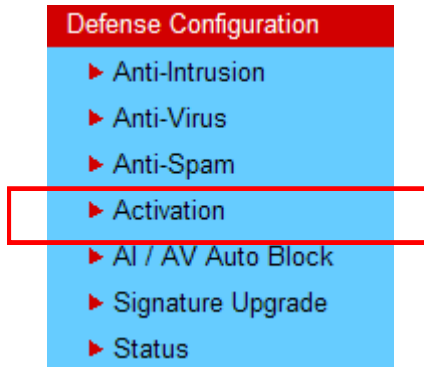 Defense Configuration
Anti-Intrusion
Anti-Virus
Anti-Spam
Activation
AI / AV Auto Block
Signature Upgrade
Status